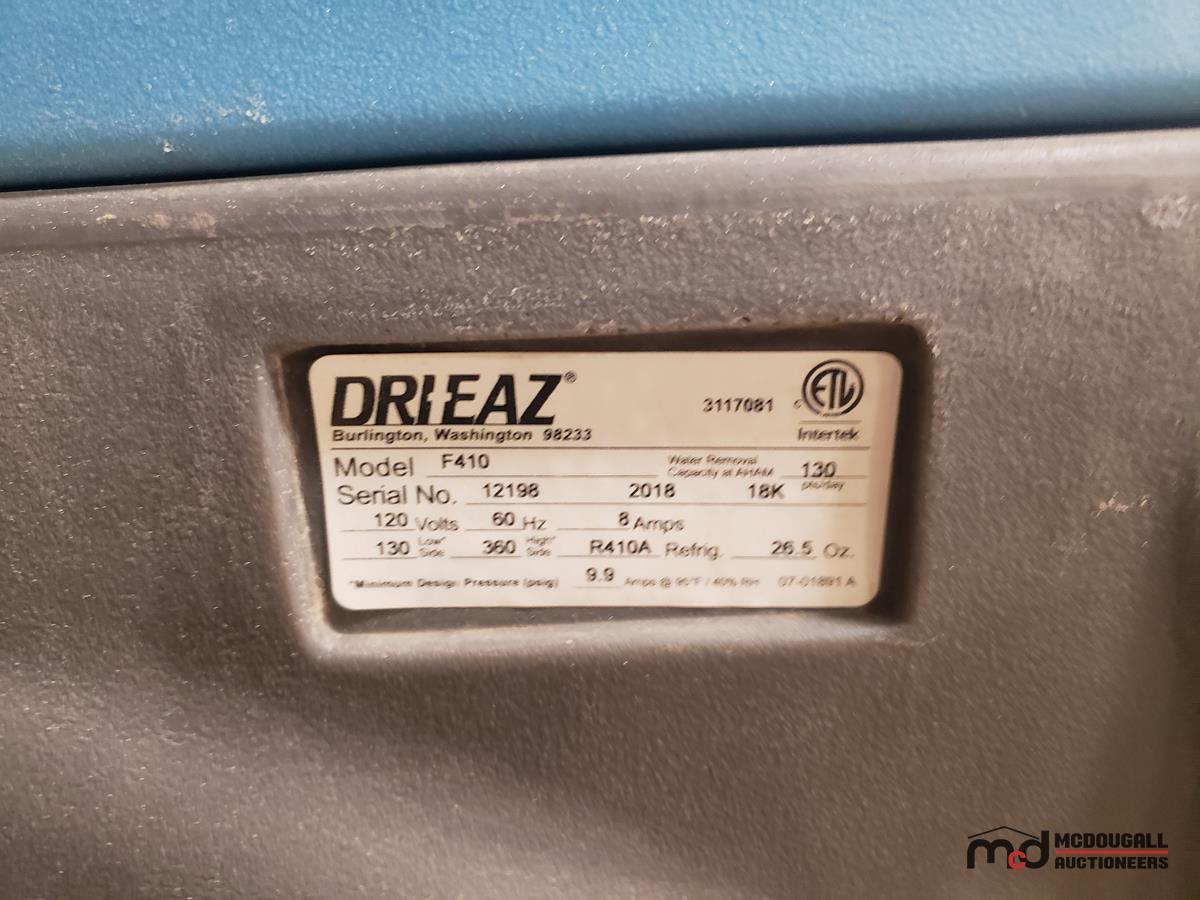 DRI-EAZ®
3117081
c ETL
Burlington, Washington 98233
Intertek
Model F410 Water Removal Capacity at AHAM 130 pts/day
Serial No. 12198 2018 18K
120 Volts 60 Hz 8 Amps
130 Low* Side 360 High* Side R410A Refrig. 26.5 Oz.
*Minimum Design Pressure (psig) 9.9 Amps @ 95°F / 40% RH 07-01891 A
mcd MCDOUGALL
AUCTIONEERS